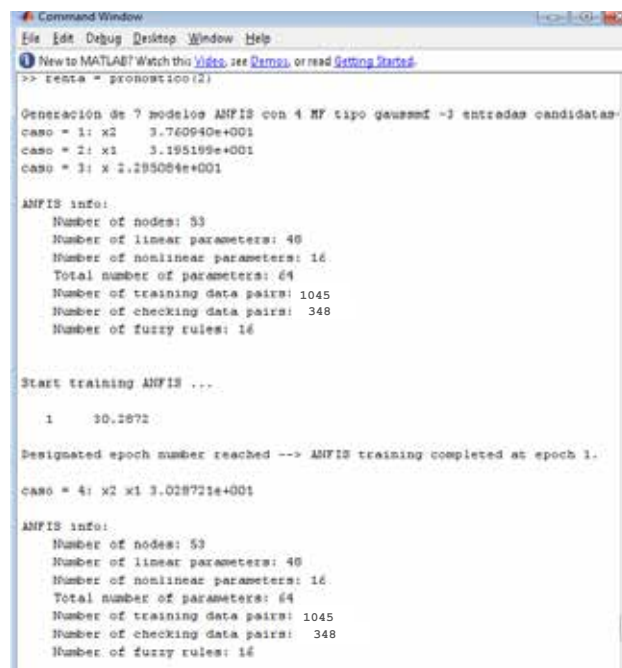 Command Window
File Edit Debug Desktop Window Help
New to MATLAB? Watch this Video, see Demos, or read Getting Started.
>> renta = pronostico(2)
Generación de 7 modelos ANFIS con 4 MF tipo gaussmf -3 entradas candidatas-
caso = 1: x2 3.760940e+001
caso = 2: x1 3.195199e+001
caso = 3: x 2.285084e+001
ANFIS info:
Number of nodes: 53
Number of linear parameters: 48
Number of nonlinear parameters: 16
Total number of parameters: 64
Number of training data pairs: 1045
Number of checking data pairs: 348
Number of fuzzy rules: 16
Start training ANFIS ...
1 30.2872
Designated epoch number reached --> ANFIS training completed at epoch 1.
caso = 4: x2 x1 3.028721e+001
ANFIS info:
Number of nodes: 53
Number of linear parameters: 48
Number of nonlinear parameters: 16
Total number of parameters: 64
Number of training data pairs: 1045
Number of checking data pairs: 348
Number of fuzzy rules: 16